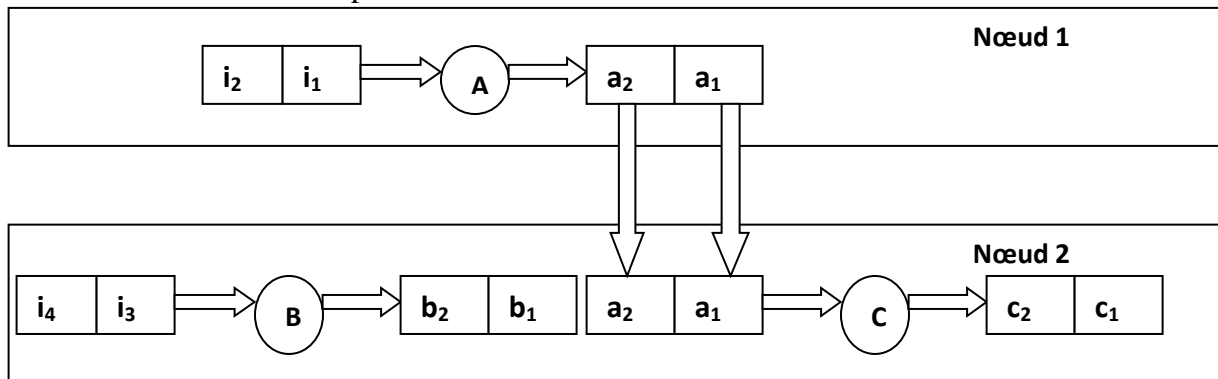 Nœud 1
i₂ i₁ A a₂ a₁
Nœud 2
i₄ i₃ B b₂ b₁ a₂ a₁ C c₂ c₁